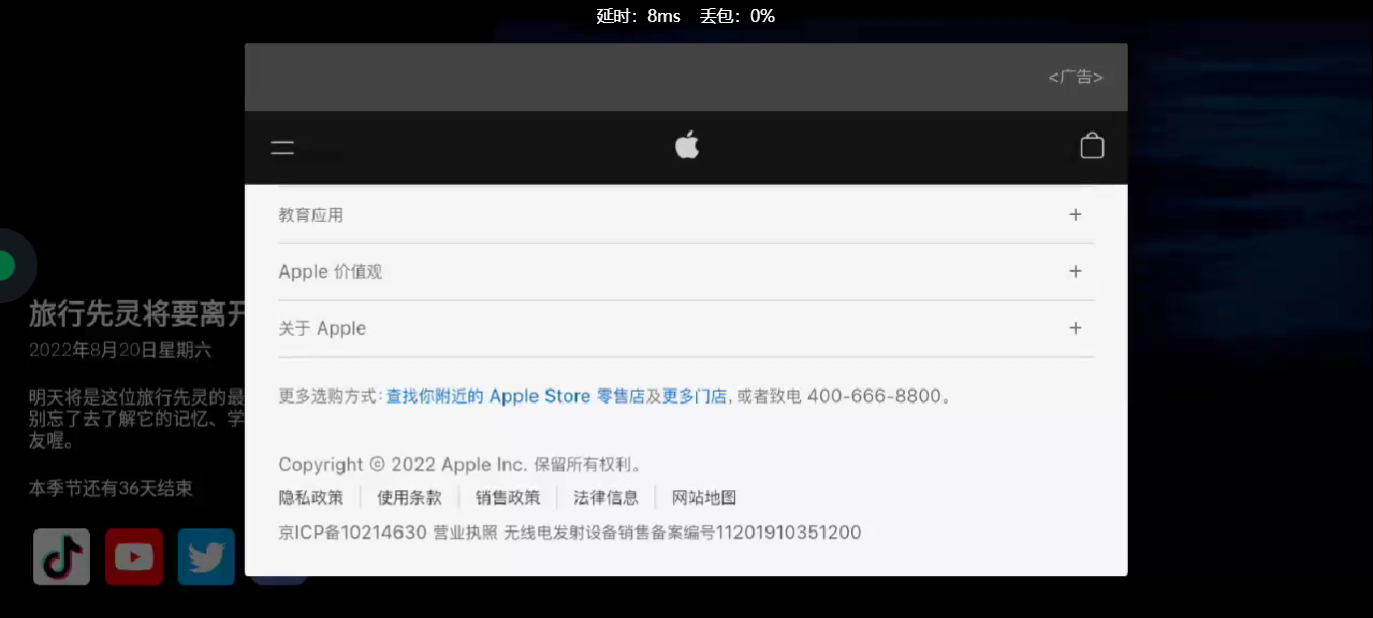 延时：8ms 丢包：0%
<广告>
教育应用 +
Apple 价值观 +
关于 Apple +
更多选购方式：查找你附近的 Apple Store 零售店及更多门店，或者致电 400-666-8800。
Copyright © 2022 Apple Inc. 保留所有权利。
隐私政策 使用条款 销售政策 法律信息 网站地图
京ICP备10214630 营业执照 无线电发射设备销售备案编号11201910351200
旅行先灵将要离开
2022年8月20日星期六
明天将是这位旅行先灵的最
别忘了去了解它的记忆、学
友喔。
本季节还有36天结束